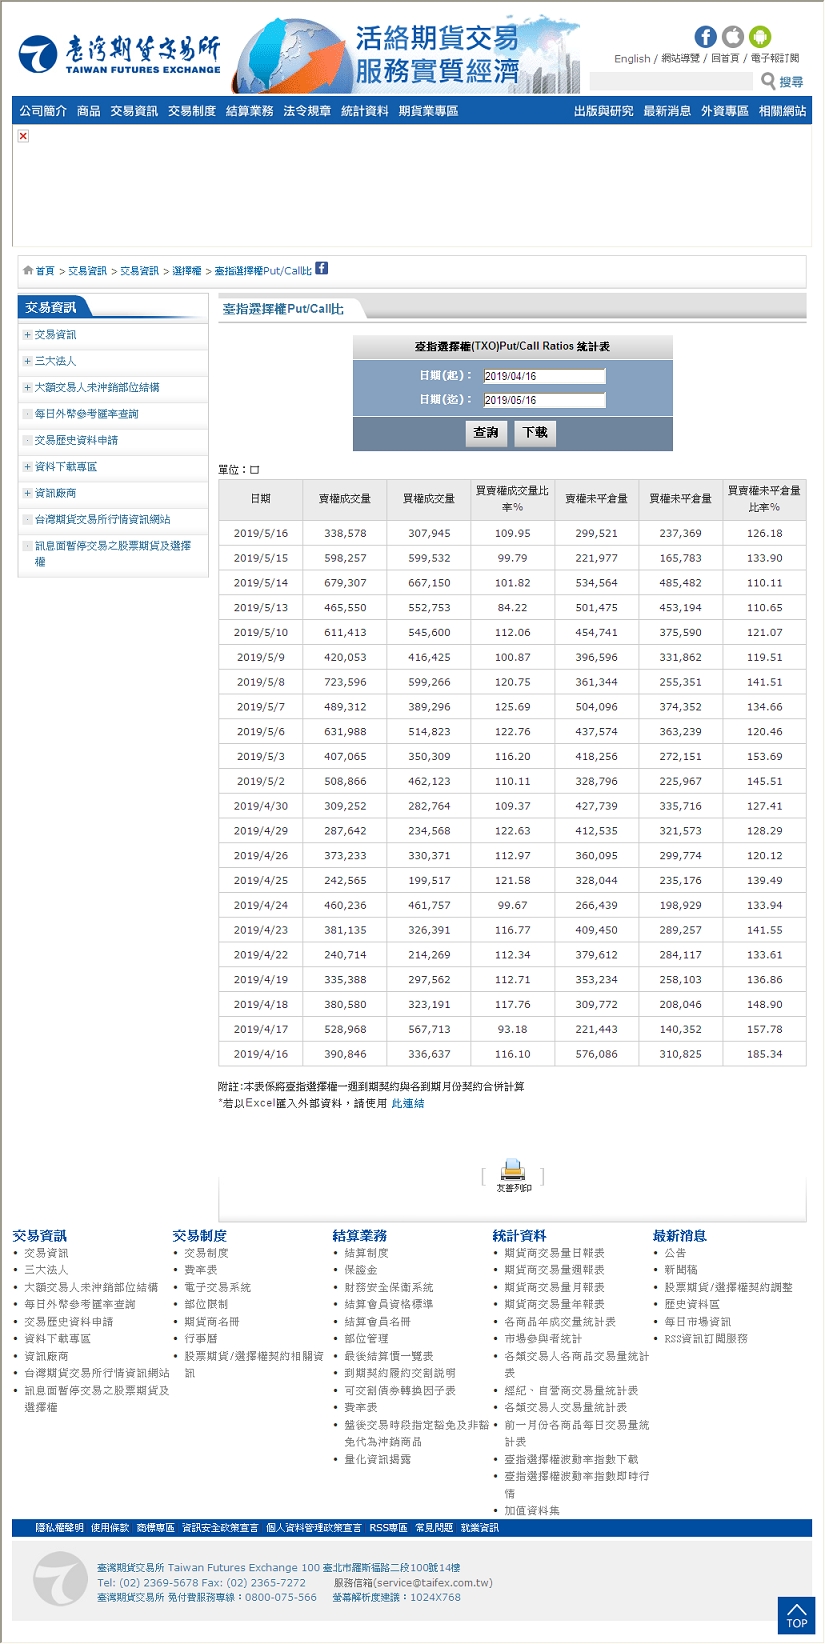 臺灣期貨交易所
TAIWAN FUTURES EXCHANGE
活絡期貨交易
服務實質經濟
English / 網站導覽 / 回首頁 / 電子報訂閱
搜尋
公司簡介 商品 交易資訊 交易制度 結算業務 法令規章 統計資料 期貨業專區 出版與研究 最新消息 外資專區 相關網站
首頁 > 交易資訊 > 交易資訊 > 選擇權 > 臺指選擇權Put/Call比
交易資訊
交易資訊
三大法人
大額交易人未沖銷部位結構
每日外幣參考匯率查詢
交易歷史資料申請
資料下載專區
資訊廠商
台灣期貨交易所行情資訊網站
訊息面暫停交易之股票期貨及選擇
權
臺指選擇權Put/Call比
臺指選擇權(TXO)Put/Call Ratios 統計表
日期(起)： 2019/04/16
日期(迄)： 2019/05/16
查詢 下載
單位：口
日期 賣權成交量 買權成交量 買賣權成交量比率% 賣權未平倉量 買權未平倉量 買賣權未平倉量比率%
2019/5/16 338,578 307,945 109.95 299,521 237,369 126.18
2019/5/15 598,257 599,532 99.79 221,977 165,783 133.90
2019/5/14 679,307 667,150 101.82 534,564 485,482 110.11
2019/5/13 465,550 552,753 84.22 501,475 453,194 110.65
2019/5/10 611,413 545,600 112.06 454,741 375,590 121.07
2019/5/9 420,053 416,425 100.87 396,596 331,862 119.51
2019/5/8 723,596 599,266 120.75 361,344 255,351 141.51
2019/5/7 489,312 389,296 125.69 504,096 374,352 134.66
2019/5/6 631,988 514,823 122.76 437,574 363,239 120.46
2019/5/3 407,065 350,309 116.20 418,256 272,151 153.69
2019/5/2 508,866 462,123 110.11 328,796 225,967 145.51
2019/4/30 309,252 282,764 109.37 427,739 335,716 127.41
2019/4/29 287,642 234,568 122.63 412,535 321,573 128.29
2019/4/26 373,233 330,371 112.97 360,095 299,774 120.12
2019/4/25 242,565 199,517 121.58 328,044 235,176 139.49
2019/4/24 460,236 461,757 99.67 266,439 198,929 133.94
2019/4/23 381,135 326,391 116.77 409,450 289,257 141.55
2019/4/22 240,714 214,269 112.34 379,612 284,117 133.61
2019/4/19 335,388 297,562 112.71 353,234 258,103 136.86
2019/4/18 380,580 323,191 117.76 309,772 208,046 148.90
2019/4/17 528,968 567,713 93.18 221,443 140,352 157.78
2019/4/16 390,846 336,637 116.10 576,086 310,825 185.34
附註:本表係將臺指選擇權一週到期契約與各到期月份契約合併計算
*若以Excel匯入外部資料，請使用 此連結
[ 友善列印 ]
交易資訊
交易資訊
三大法人
大額交易人未沖銷部位結構
每日外幣參考匯率查詢
交易歷史資料申請
資料下載專區
資訊廠商
台灣期貨交易所行情資訊網站
訊息面暫停交易之股票期貨及
選擇權
交易制度
交易制度
費率表
電子交易系統
部位限制
期貨商名冊
行事曆
股票期貨/選擇權契約相關資
訊
結算業務
結算制度
保證金
財務安全保衛系統
結算會員資格標準
結算會員名冊
部位管理
最後結算價一覽表
到期契約履約交割說明
可交割債券轉換因子表
費率表
盤後交易時段指定豁免及非豁
免代為沖銷商品
量化資訊揭露
統計資料
期貨商交易量日報表
期貨商交易量週報表
期貨商交易量月報表
期貨商交易量年報表
各商品年成交量統計表
市場參與者統計
各類交易人各商品交易量統計
表
經紀、自營商交易量統計表
各類交易人交易量統計表
前一月份各商品每日交易量統
計表
臺指選擇權波動率指數下載
臺指選擇權波動率指數即時行
情
加值資料集
最新消息
公告
新聞稿
股票期貨/選擇權契約調整
歷史資料區
每日市場資訊
RSS資訊訂閱服務
隱私權聲明 使用條款 商標專區 資訊安全政策宣言 個人資料管理政策宣言 RSS專區 常見問題 就業資訊
臺灣期貨交易所 Taiwan Futures Exchange 100 臺北市羅斯福路二段100號14樓
Tel: (02) 2369-5678 Fax: (02) 2365-7272 服務信箱(service@taifex.com.tw)
臺灣期貨交易所 免付費服務專線：0800-075-566 螢幕解析度建議：1024X768
TOP